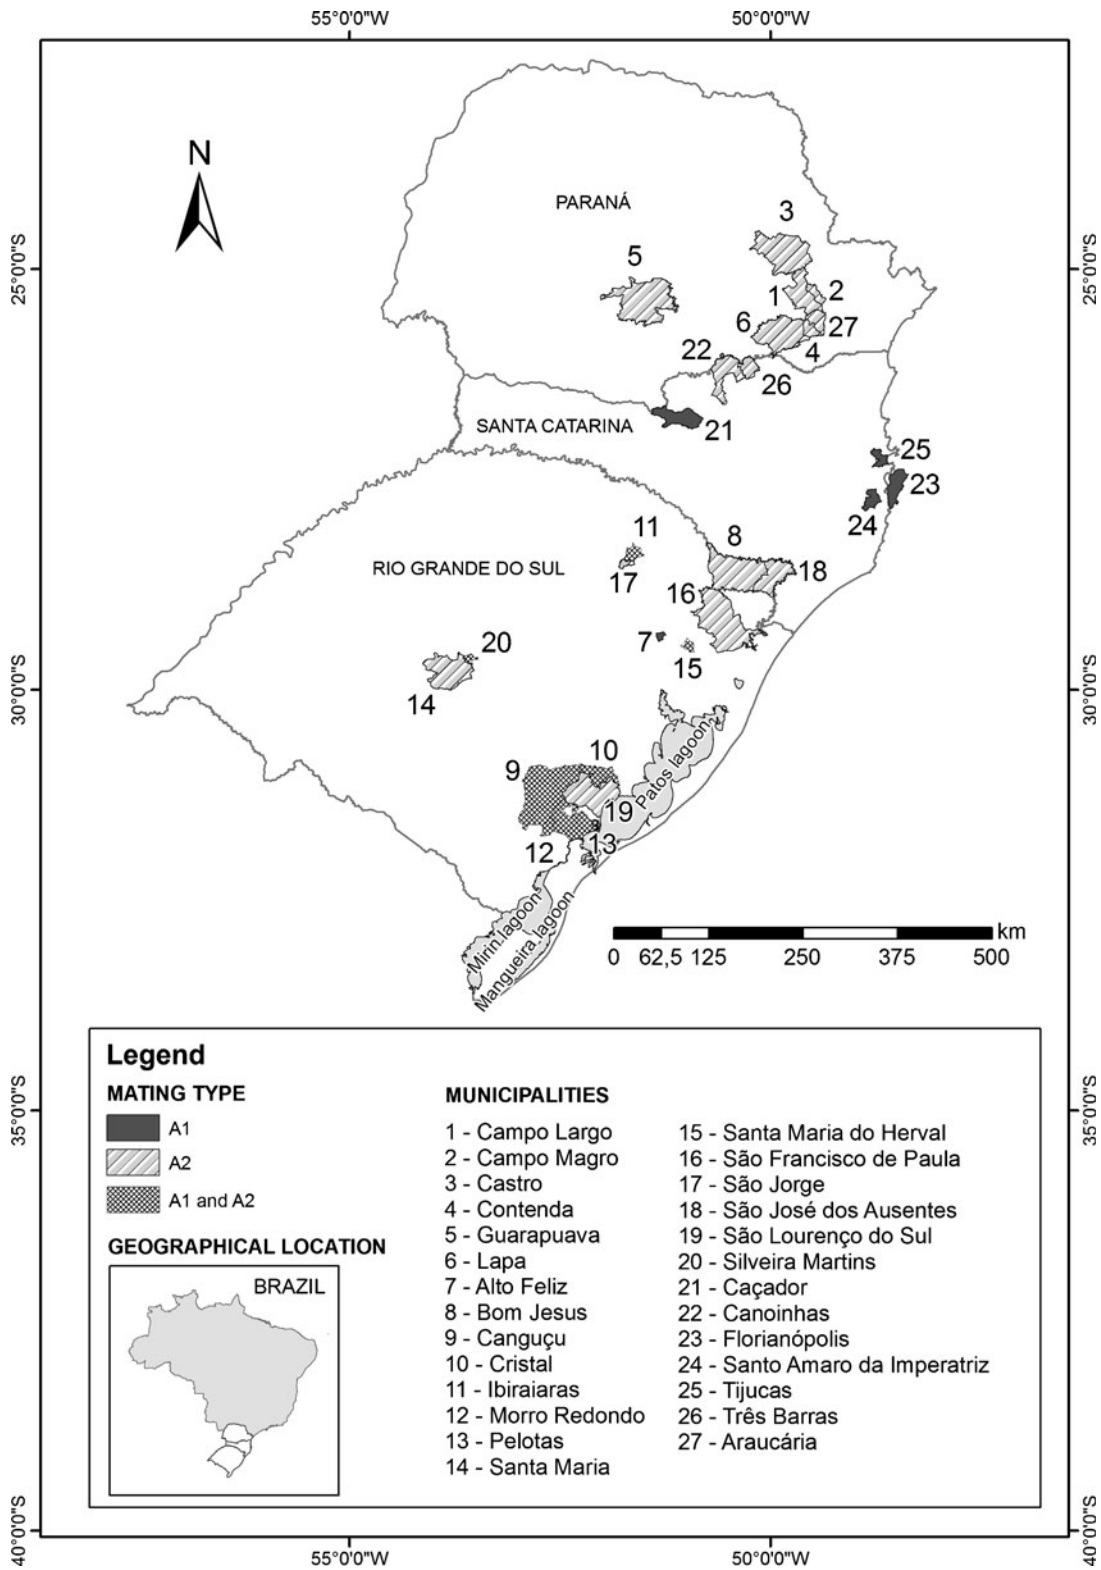 55°0'0"W 50°0'0"W
N
PARANÁ
3
5
25°0'0"S 25°0'0"S
1 2
6 27
22 4
26
SANTA CATARINA 21
25
23
24
11 8
RIO GRANDE DO SUL 17 18
16
7
20 15
14
30°0'0"S 30°0'0"S
Patos lagoon
9 10
19
12 13
Mirin lagoon
Mangueira lagoon
km
0 62,5 125 250 375 500
Legend
MATING TYPE
A1
A2
A1 and A2
GEOGRAPHICAL LOCATION
BRAZIL
MUNICIPALITIES
1 - Campo Largo
2 - Campo Magro
3 - Castro
4 - Contenda
5 - Guarapuava
6 - Lapa
7 - Alto Feliz
8 - Bom Jesus
9 - Canguçu
10 - Cristal
11 - Ibiraiaras
12 - Morro Redondo
13 - Pelotas
14 - Santa Maria
15 - Santa Maria do Herval
16 - São Francisco de Paula
17 - São Jorge
18 - São José dos Ausentes
19 - São Lourenço do Sul
20 - Silveira Martins
21 - Caçador
22 - Canoinhas
23 - Florianópolis
24 - Santo Amaro da Imperatriz
25 - Tijucas
26 - Três Barras
27 - Araucária
35°0'0"S 35°0'0"S
40°0'0"S 40°0'0"S
55°0'0"W 50°0'0"W